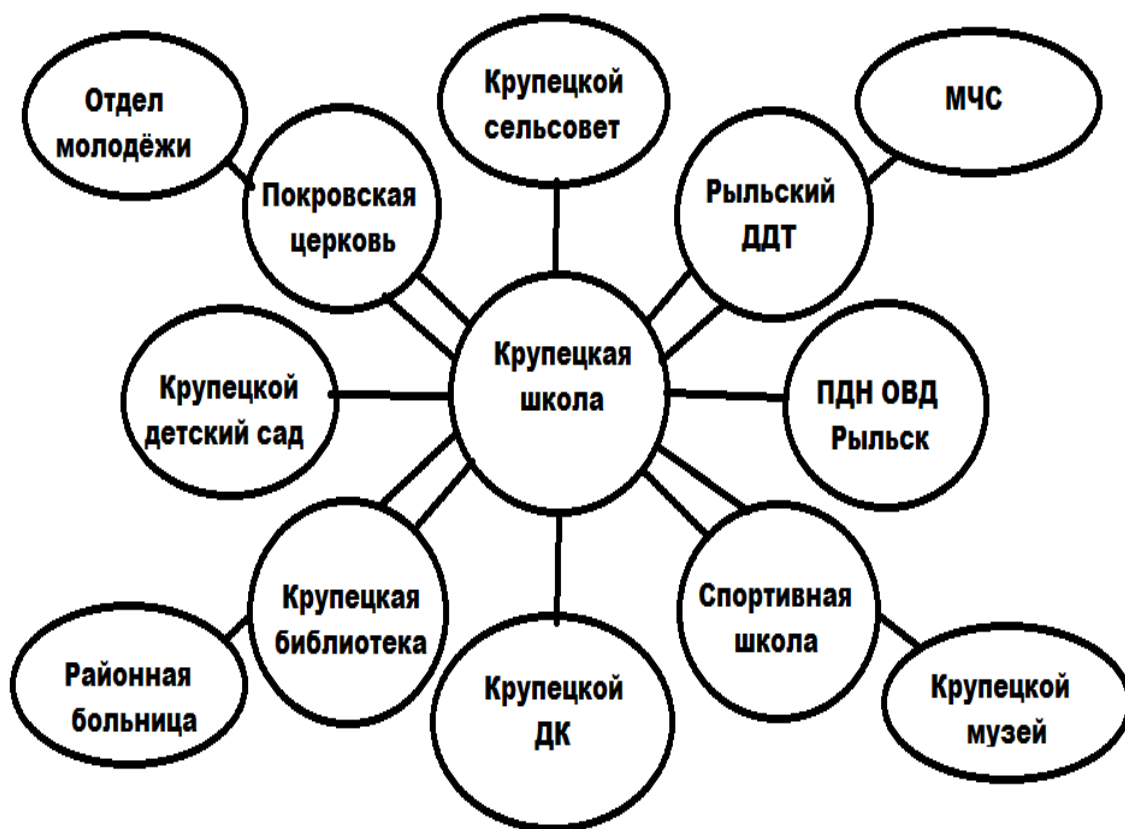 Отдел
молодёжи
Крупецкой
сельсовет
МЧС
Покровская
церковь
Рыльский
ДДТ
Крупецкая
школа
Крупецкой
детский сад
ПДН ОВД
Рыльск
Крупецкая
библиотека
Спортивная
школа
Районная
больница
Крупецкой
ДК
Крупецкой
музей